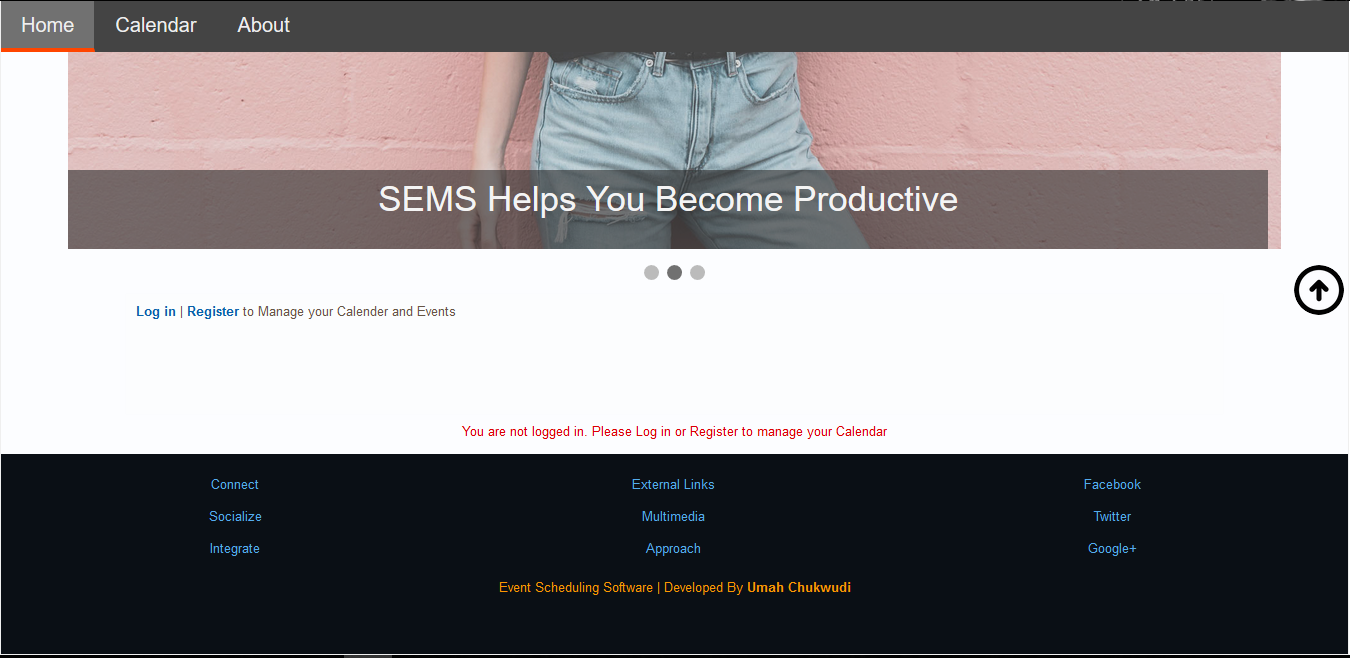 Home Calendar About
SEMS Helps You Become Productive
Log in | Register to Manage your Calender and Events
You are not logged in. Please Log in or Register to manage your Calendar
Connect External Links Facebook
Socialize Multimedia Twitter
Integrate Approach Google+
Event Scheduling Software | Developed By Umah Chukwudi